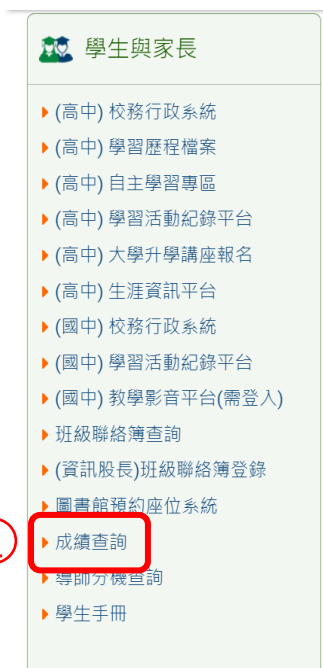 學生與家長
(高中) 校務行政系統
(高中) 學習歷程檔案
(高中) 自主學習專區
(高中) 學習活動紀錄平台
(高中) 大學升學講座報名
(高中) 生涯資訊平台
(國中) 校務行政系統
(國中) 學習活動紀錄平台
(國中) 教學影音平台(需登入)
班級聯絡簿查詢
(資訊股長)班級聯絡簿登錄
圖書館預約座位系統
成績查詢
導師分機查詢
學生手冊